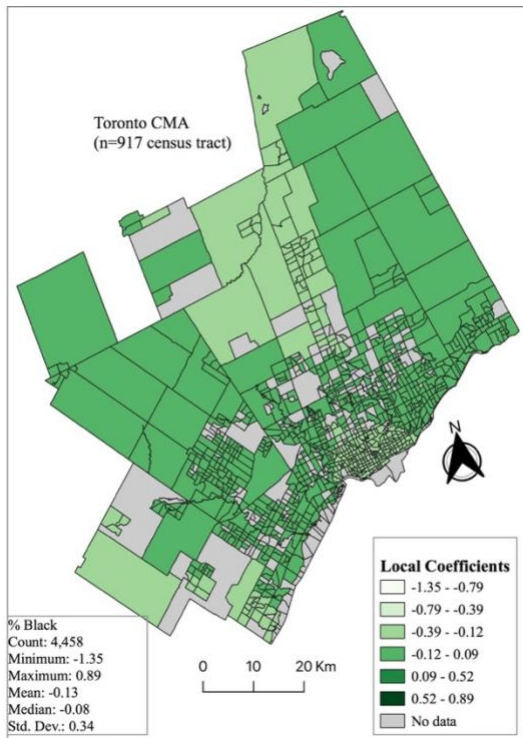 Toronto CMA
(n=917 census tract)
N
Local Coefficients
-1.35 - -0.79
-0.79 - -0.39
-0.39 - -0.12
-0.12 - 0.09
0.09 - 0.52
0.52 - 0.89
No data
% Black
Count: 4,458
Minimum: -1.35
Maximum: 0.89
Mean: -0.13
Median: -0.08
Std. Dev.: 0.34
0 10 20 Km